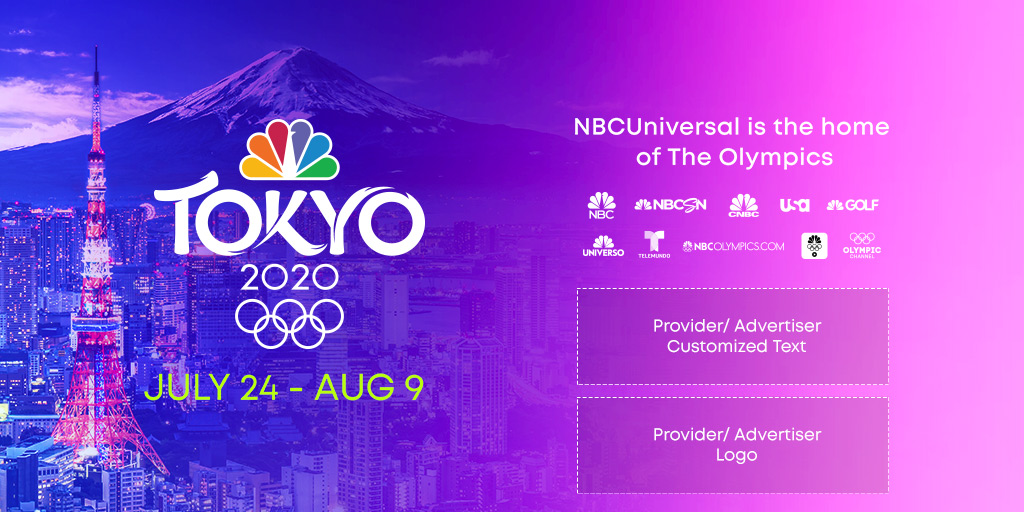 TOKYO
2020
JULY 24 - AUG 9
NBCUniversal is the home
of The Olympics
NBC
NBCSN
CNBC
USA
GOLF
UNIVERSO
TELEMUNDO
NBCOLYMPICS.COM
OLYMPIC
CHANNEL
Provider/ Advertiser
Customized Text
Provider/ Advertiser
Logo